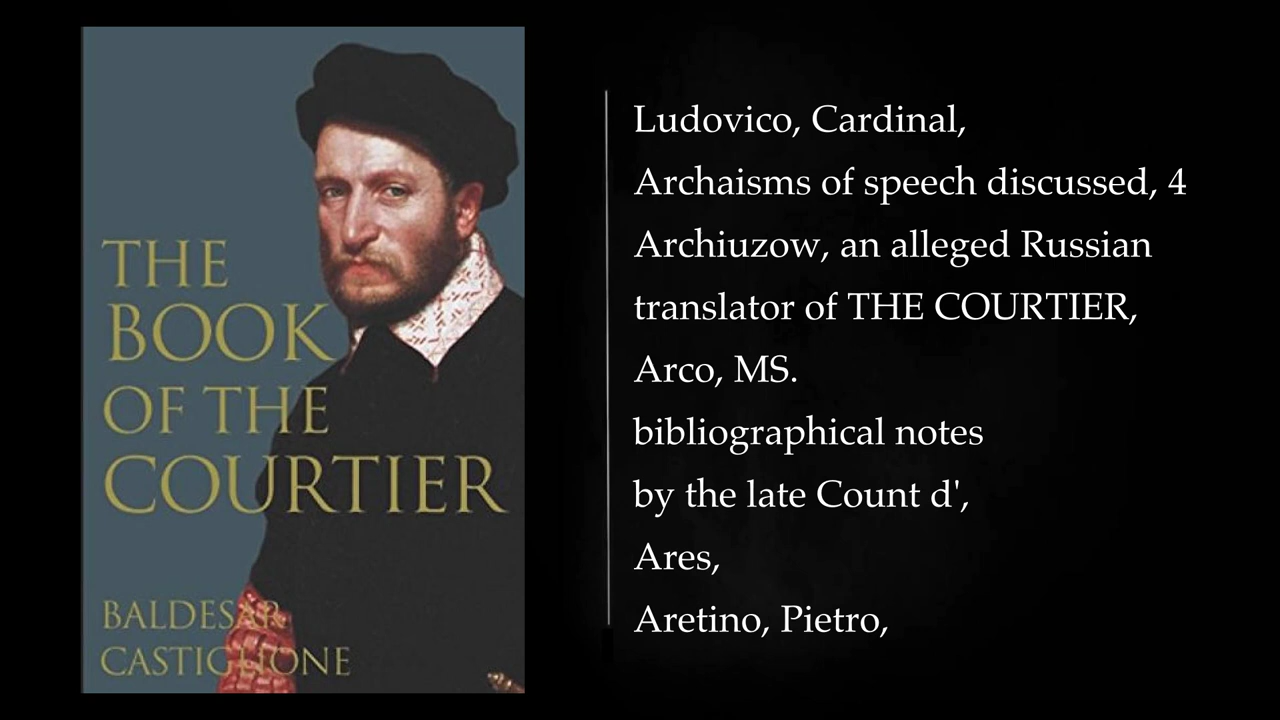 THE
BOOK
OF THE
COURTIER
BALDESAR
CASTIGLIONE
Ludovico, Cardinal,
Archaisms of speech discussed, 4
Archiuzow, an alleged Russian
translator of THE COURTIER,
Arco, MS.
bibliographical notes
by the late Count d',
Ares,
Aretino, Pietro,